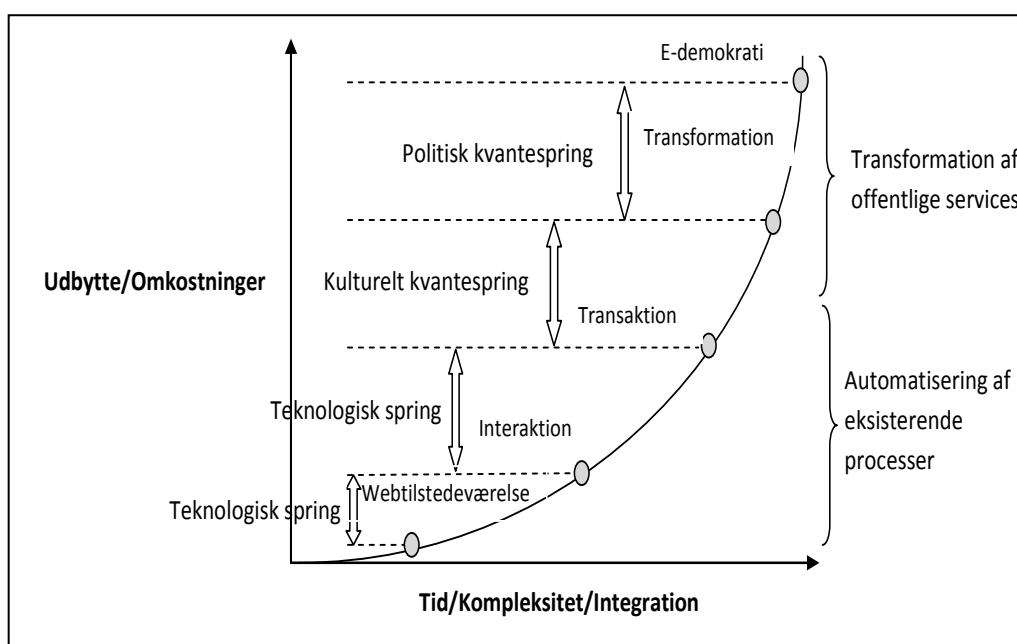 E-demokrati
Politisk kvantespring
Transformation
Transformation af
offentlige services
Udbytte/Omkostninger
Kulturelt kvantespring
Transaktion
Teknologisk spring
Interaktion
Automatisering af
eksisterende
processer
Webtilstedeværelse
Teknologisk spring
Tid/Kompleksitet/Integration